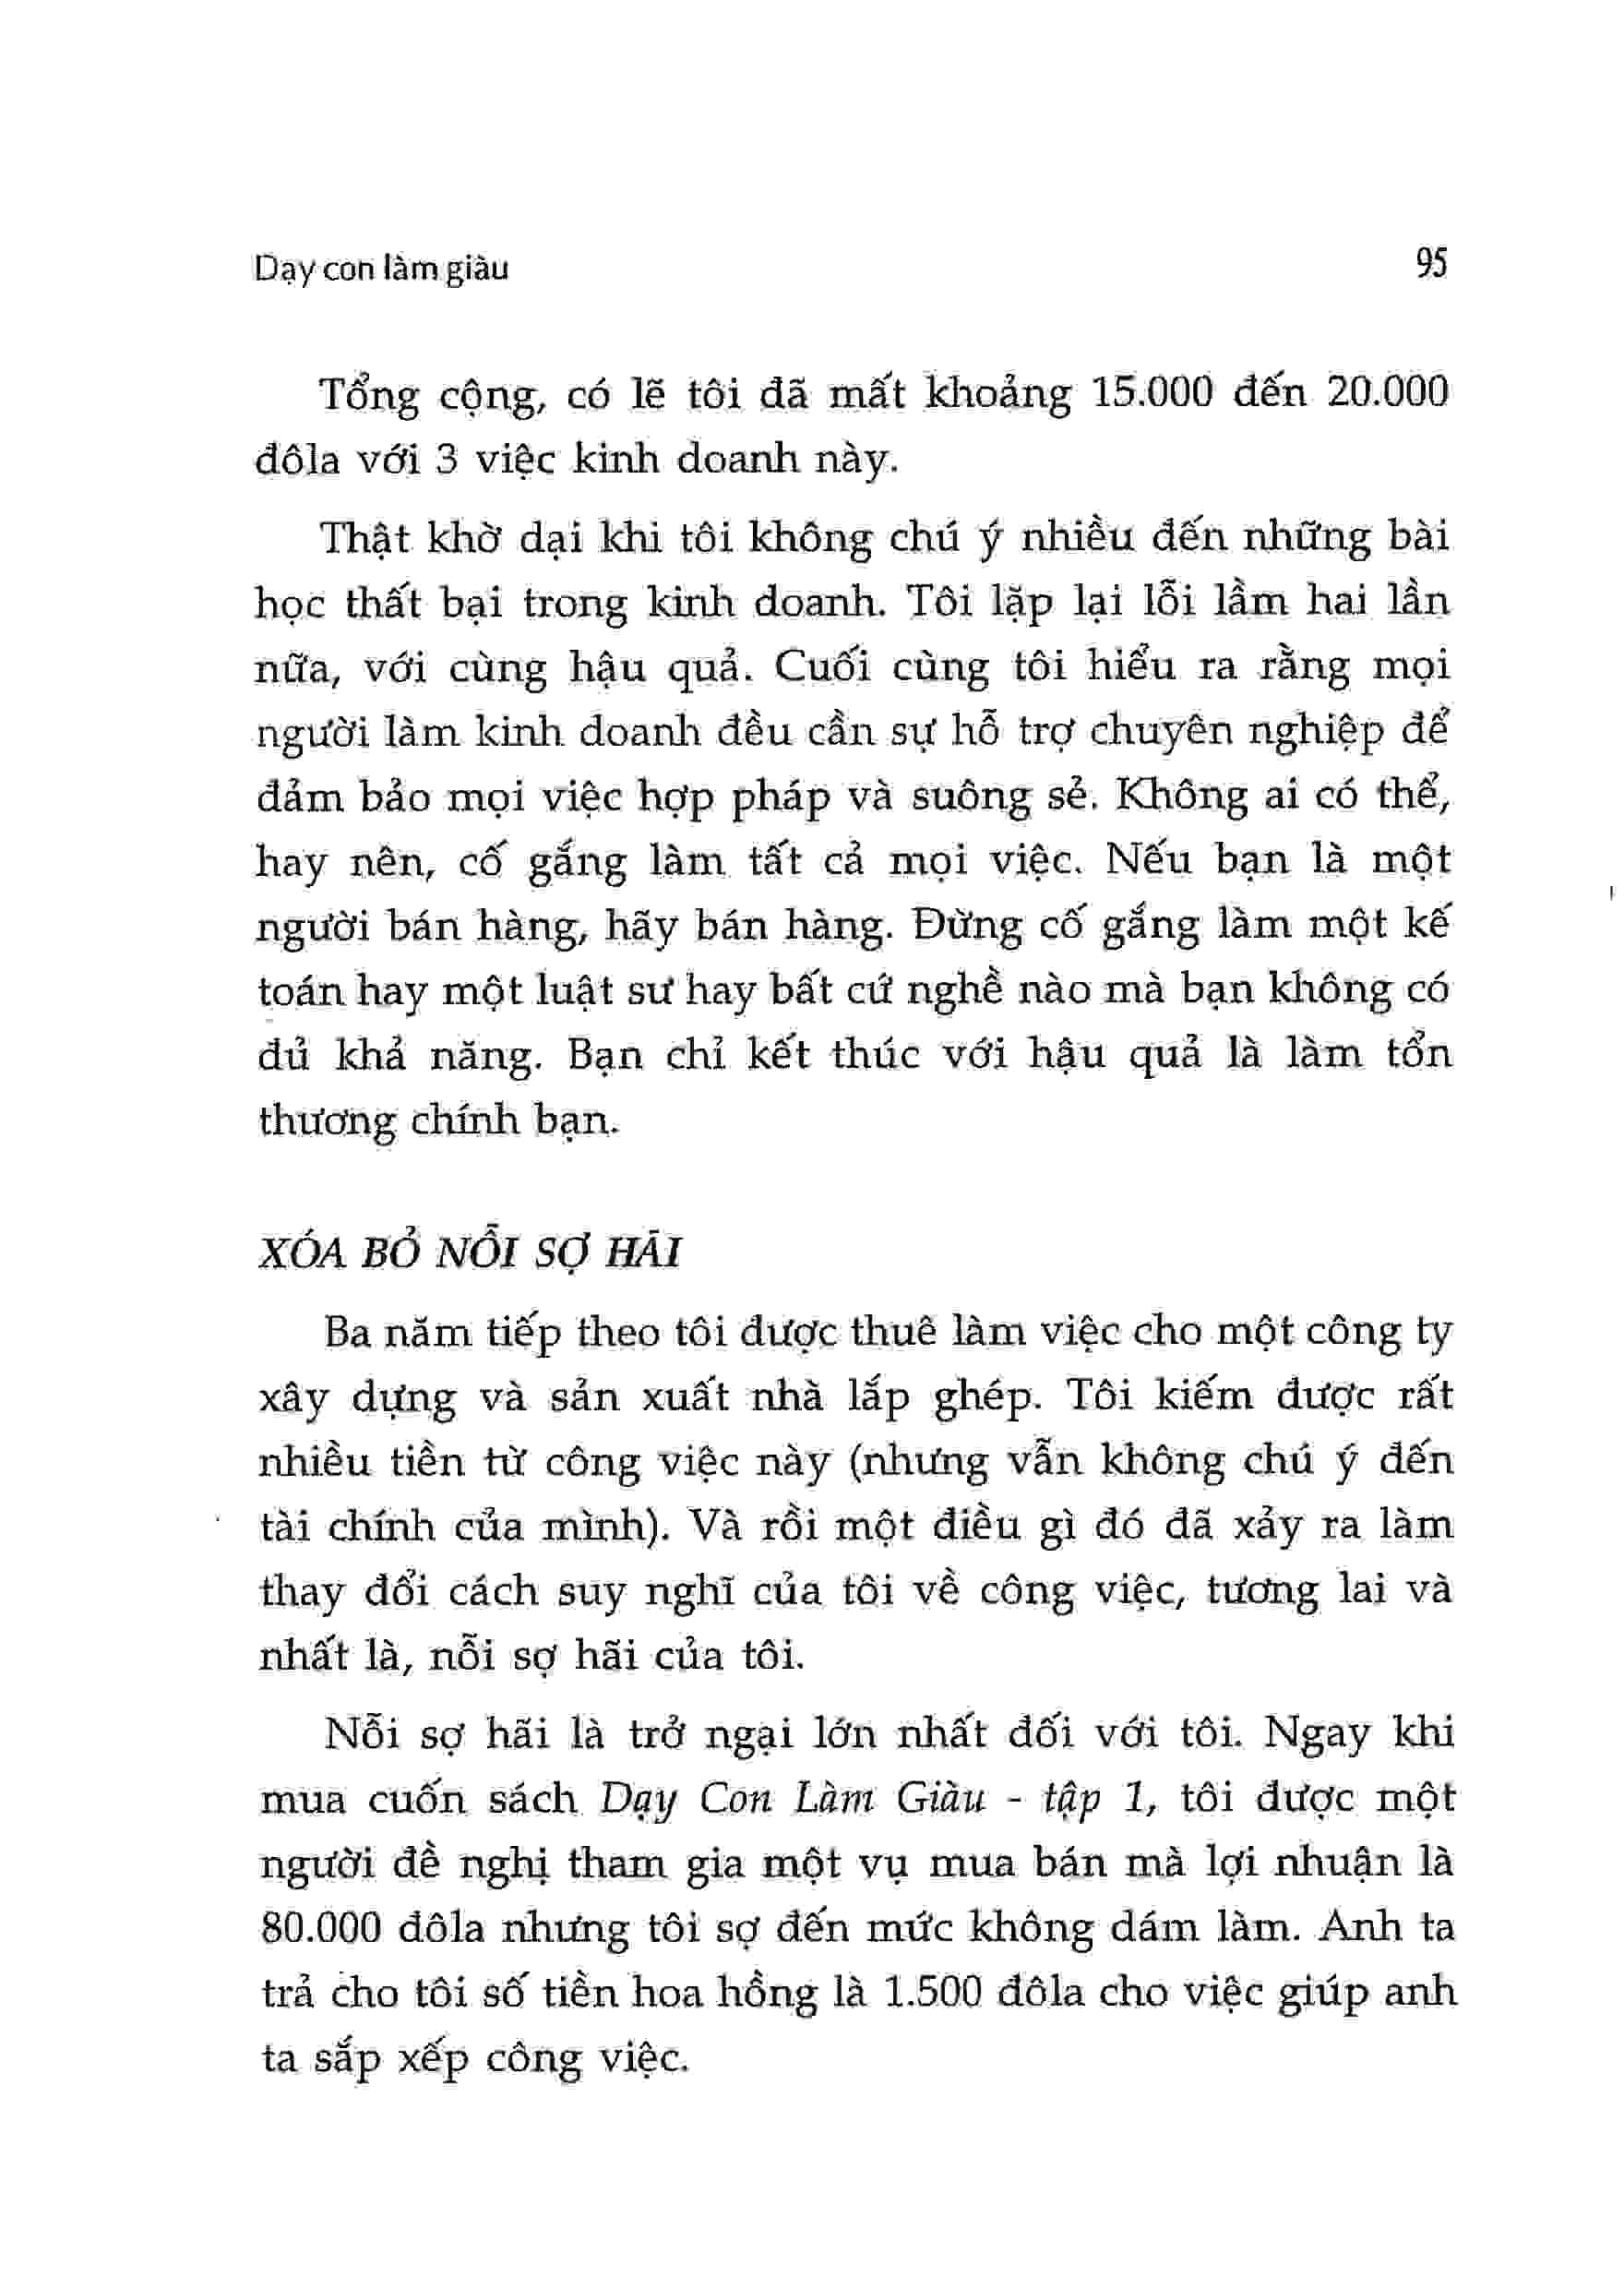 Dạy con làm giàu 95
Tổng cộng, có lẽ tôi đã mất khoảng 15.000 đến 20.000
đôla với 3 việc kinh doanh này.
Thật khờ dại khi tôi không chú ý nhiều đến những bài
học thất bại trong kinh doanh. Tôi lặp lại lỗi lầm hai lần
nữa, với cùng hậu quả. Cuối cùng tôi hiểu ra rằng mọi
người làm kinh doanh đều cần sự hỗ trợ chuyên nghiệp để
đảm bảo mọi việc hợp pháp và suông sẻ. Không ai có thể,
hay nên, cố gắng làm tất cả mọi việc. Nếu bạn là một
người bán hàng, hãy bán hàng. Đừng cố gắng làm một kế
toán hay một luật sư hay bất cứ nghề nào mà bạn không có
đủ khả năng. Bạn chỉ kết thúc với hậu quả là làm tổn
thương chính bạn.
XÓA BỎ NỖI SỢ HÃI
Ba năm tiếp theo tôi được thuê làm việc cho một công ty
xây dựng và sản xuất nhà lắp ghép. Tôi kiếm được rất
nhiều tiền từ công việc này (nhưng vẫn không chú ý đến
tài chính của mình). Và rồi một điều gì đó đã xảy ra làm
thay đổi cách suy nghĩ của tôi về công việc, tương lai và
nhất là, nỗi sợ hãi của tôi.
Nỗi sợ hãi là trở ngại lớn nhất đối với tôi. Ngay khi
mua cuốn sách Dạy Con Làm Giàu - tập 1, tôi được một
người đề nghị tham gia một vụ mua bán mà lợi nhuận là
80.000 đôla nhưng tôi sợ đến mức không dám làm. Anh ta
trả cho tôi số tiền hoa hồng là 1.500 đôla cho việc giúp anh
ta sắp xếp công việc.